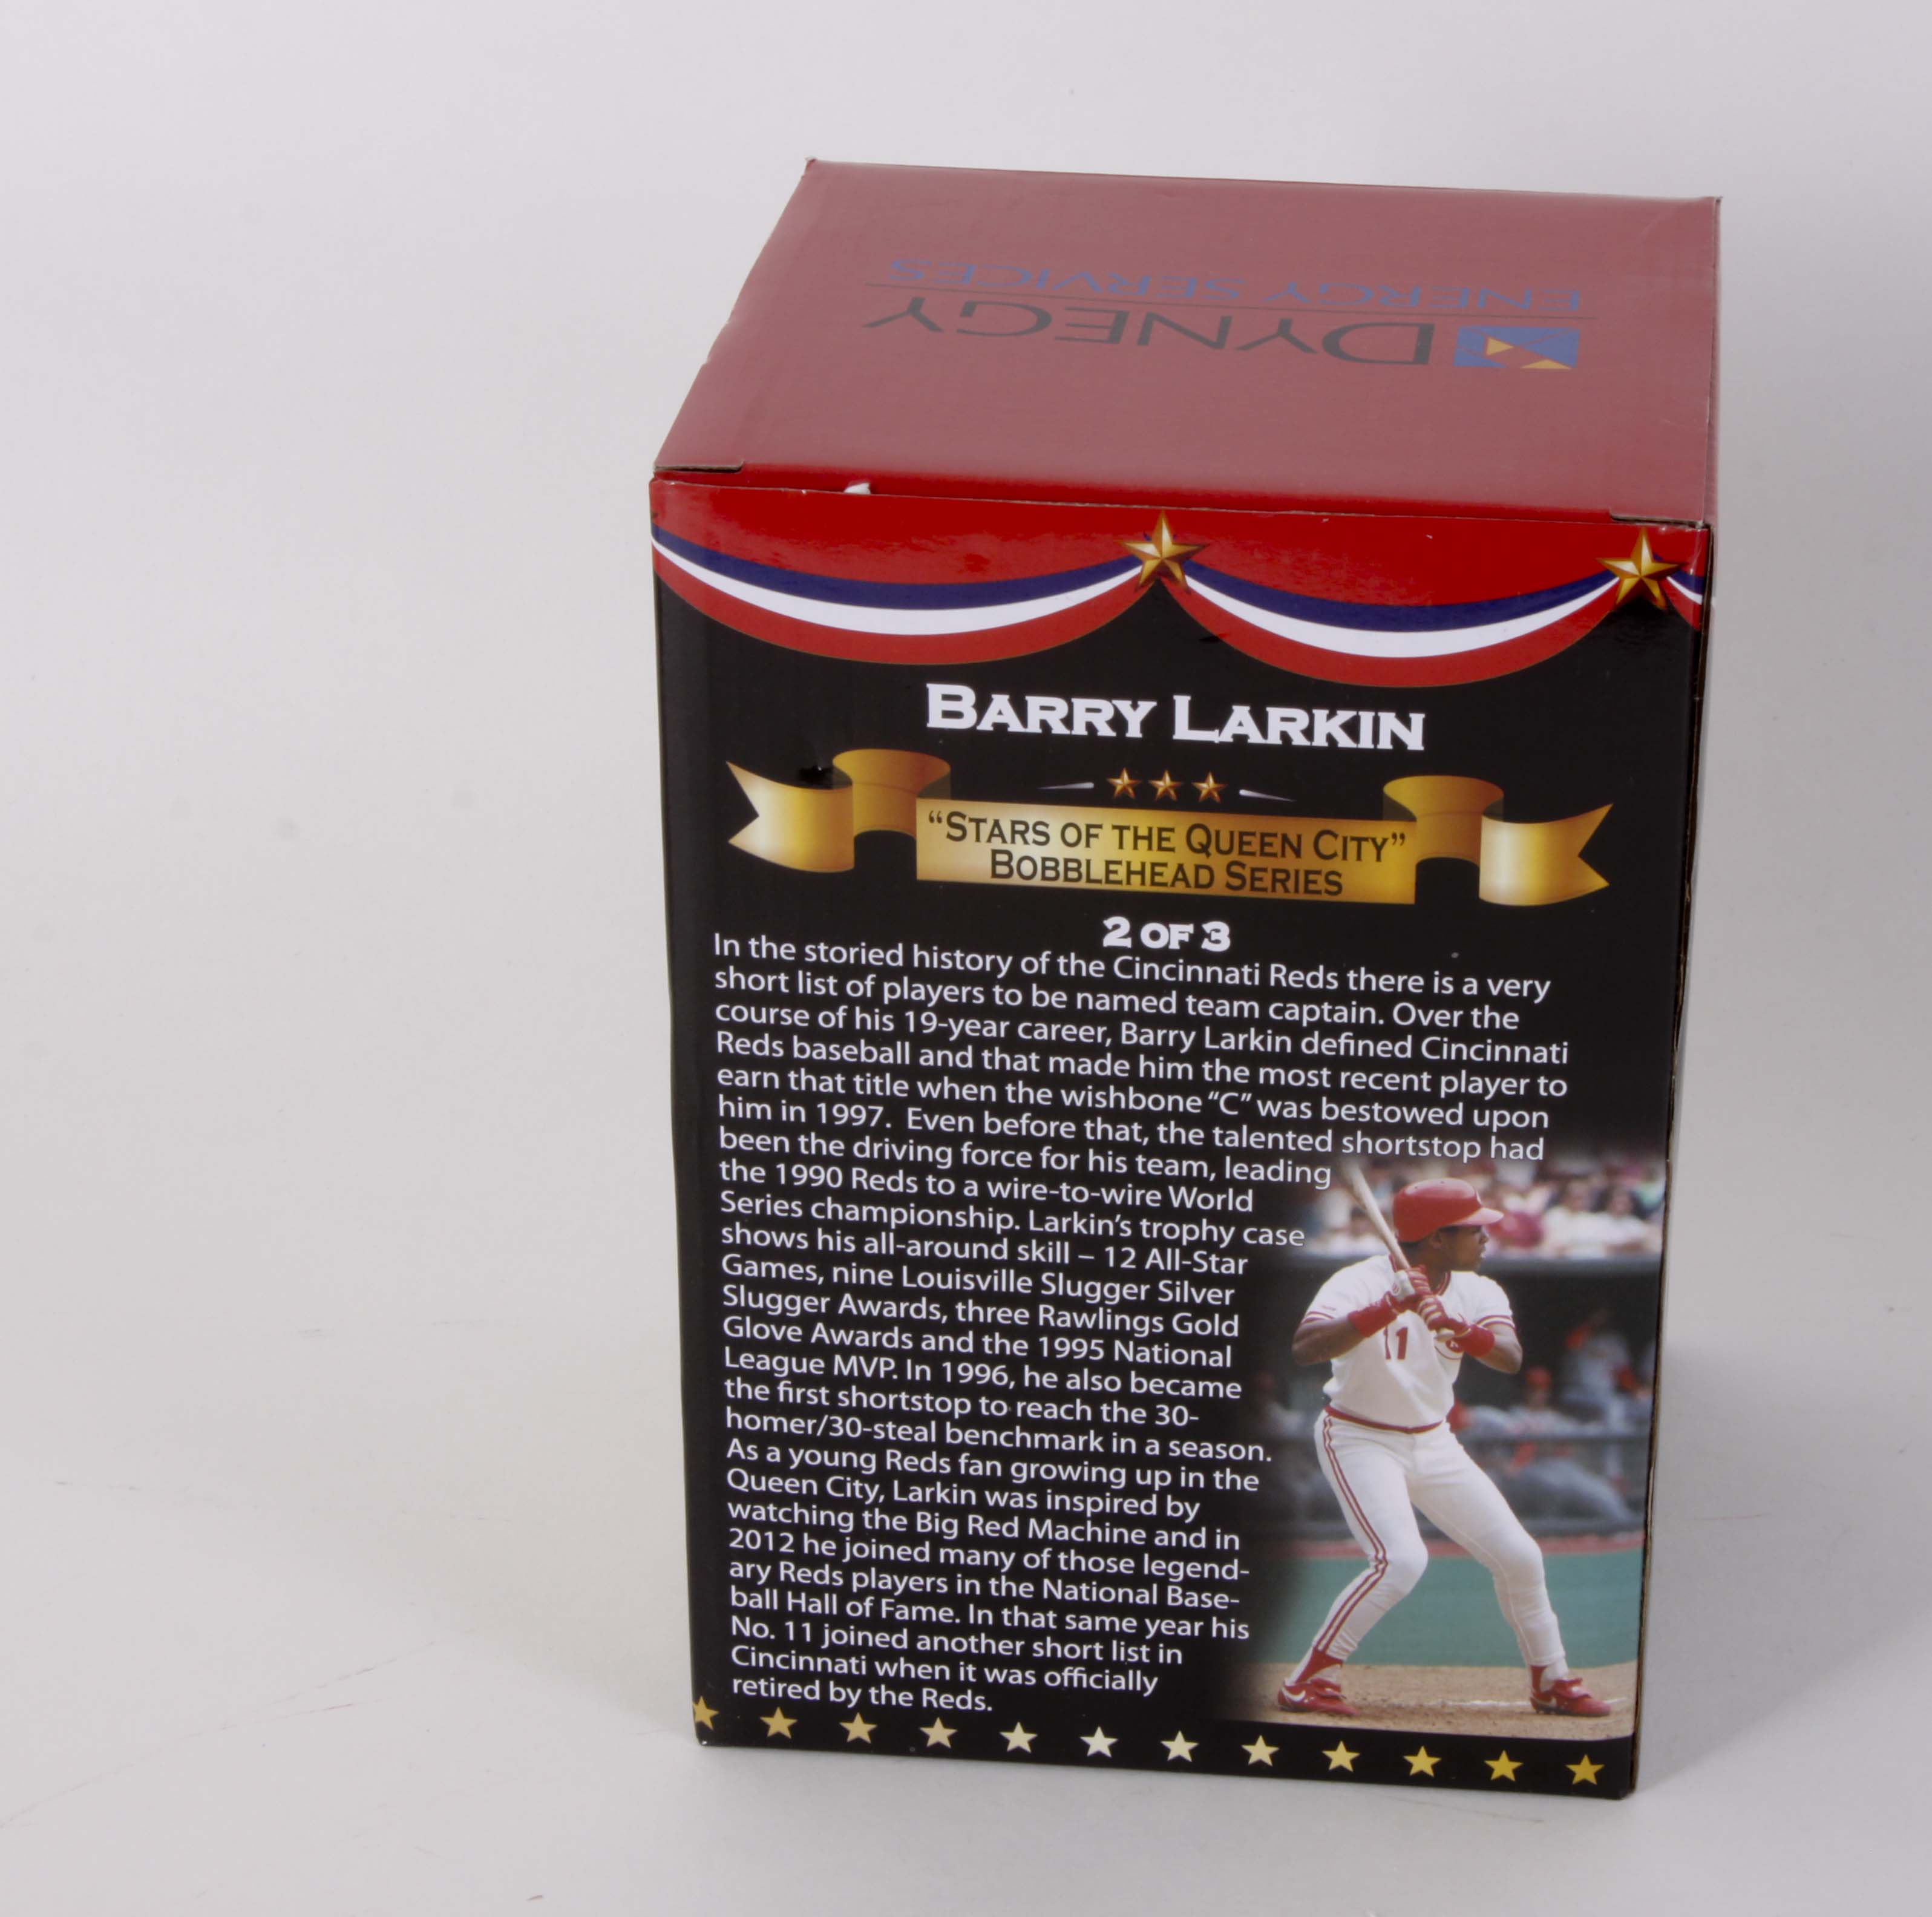 DYNEGY
ENERGY SERVICES
BARRY LARKIN
“STARS OF THE QUEEN CITY”
BOBBLEHEAD SERIES
2 OF 3
In the storied history of the Cincinnati Reds there is a very
short list of players to be named team captain. Over the
course of his 19-year career, Barry Larkin defined Cincinnati
Reds baseball and that made him the most recent player to
earn that title when the wishbone “C” was bestowed upon
him in 1997. Even before that, the talented shortstop had
been the driving force for his team, leading
the 1990 Reds to a wire-to-wire World
Series championship. Larkin’s trophy case
shows his all-around skill – 12 All-Star
Games, nine Louisville Slugger Silver
Slugger Awards, three Rawlings Gold
Glove Awards and the 1995 National
League MVP. In 1996, he also became
the first shortstop to reach the 30-
homer/30-steal benchmark in a season.
As a young Reds fan growing up in the
Queen City, Larkin was inspired by
watching the Big Red Machine and in
2012 he joined many of those legend-
ary Reds players in the National Base-
ball Hall of Fame. In that same year his
No. 11 joined another short list in
Cincinnati when it was officially
retired by the Reds.
11